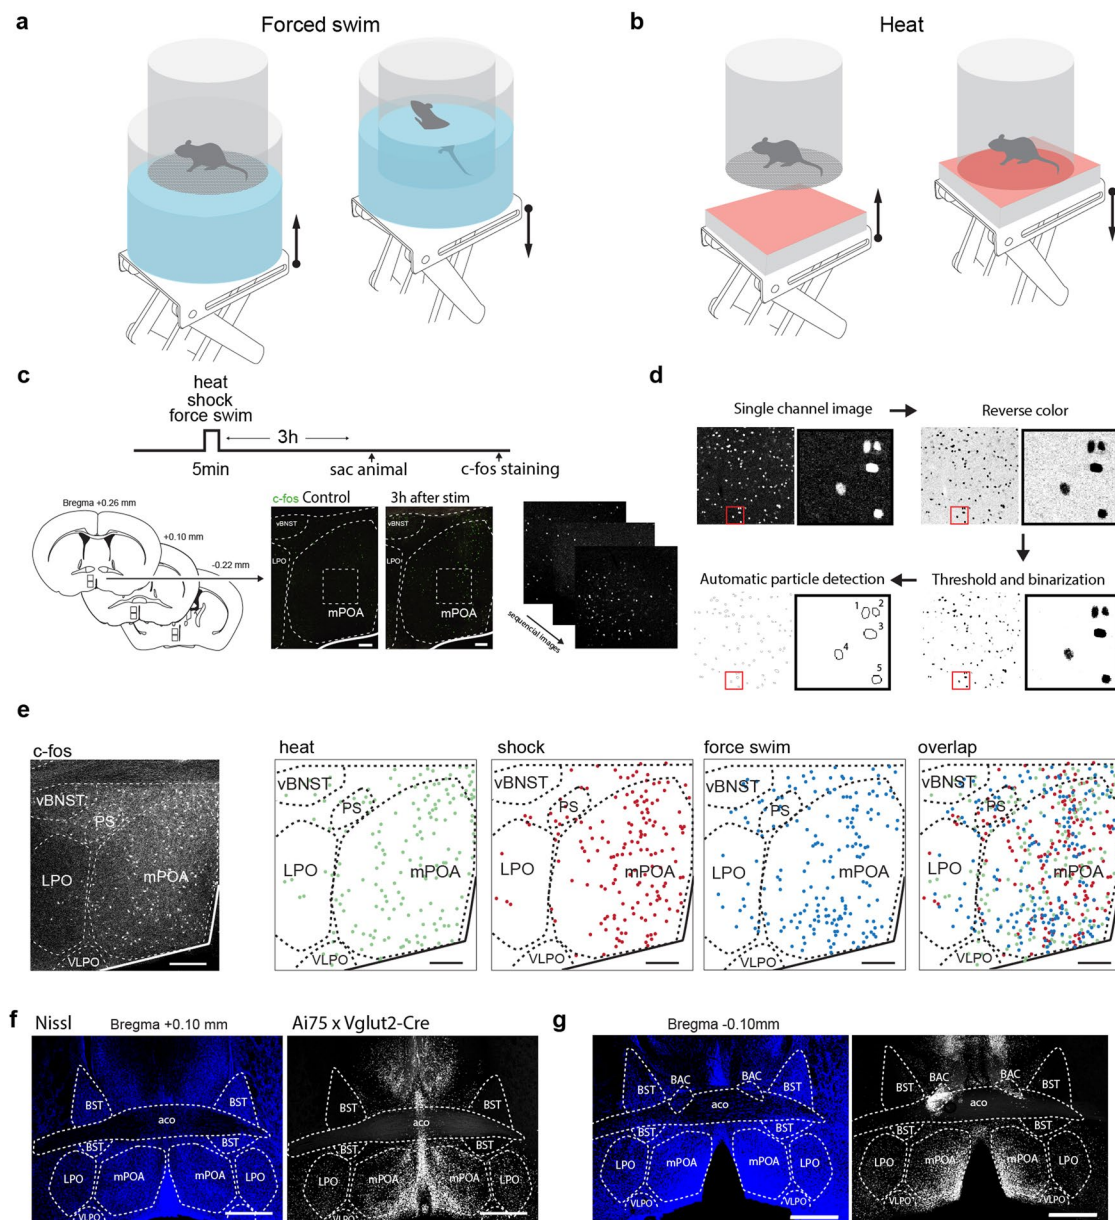 a
Forced swim
b
Heat
c
heat
shock
force swim
3h
5min
sac animal
c-fos staining
Bregma +0.26 mm
+0.10 mm
-0.22 mm
c-fos Control
3h after stim
vBNST
LPO
mPOA
vBNST
LPO
mPOA
sequencial images
d
Single channel image
Reverse color
Automatic particle detection
Threshold and binarization
1
2
3
4
5
e
c-fos
vBNST
PS
LPO
mPOA
VLPO
heat
vBNST
PS
LPO
mPOA
VLPO
shock
vBNST
PS
LPO
mPOA
VLPO
force swim
vBNST
PS
LPO
mPOA
VLPO
overlap
vBNST
PS
LPO
mPOA
VLPO
f
Nissl
Bregma +0.10 mm
Ai75 x Vglut2-Cre
BST
BST
aco
BST
BST
LPO
mPOA
mPOA
LPO
VLPO
VLPO
BST
BST
aco
BST
BST
LPO
mPOA
mPOA
LPO
VLPO
VLPO
g
Bregma -0.10mm
BST
BAC
BAC
BST
aco
BST
BST
LPO
mPOA
mPOA
LPO
VLPO
VLPO
BST
BAC
BAC
BST
aco
BST
BST
LPO
mPOA
mPOA
LPO
VLPO
VLPO